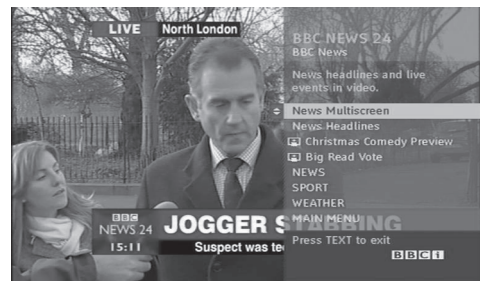 LIVE North London
BBC NEWS 24
BBC News
News headlines and live
events in video.
News Multiscreen
News Headlines
Christmas Comedy Preview
Big Read Vote
NEWS
SPORT
WEATHER
MAIN MENU
Press TEXT to exit
BBCi
BBC
NEWS 24
15:11
JOGGER STABBING
Suspect was